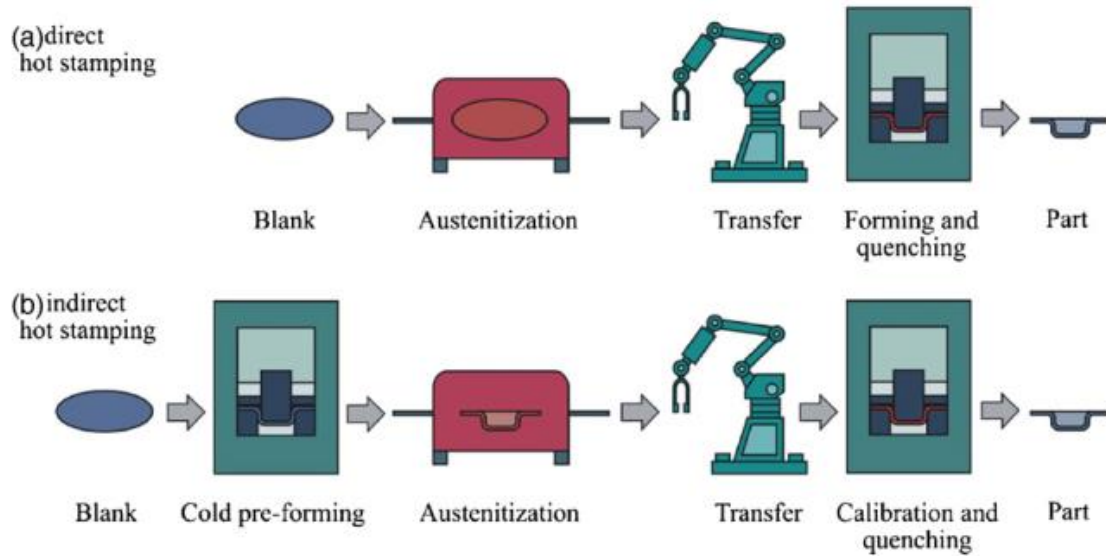 (a)direct
hot stamping
Blank
Austenitization
Transfer
Forming and
quenching
Part
(b)indirect
hot stamping
Blank
Cold pre-forming
Austenitization
Transfer
Calibration and
quenching
Part